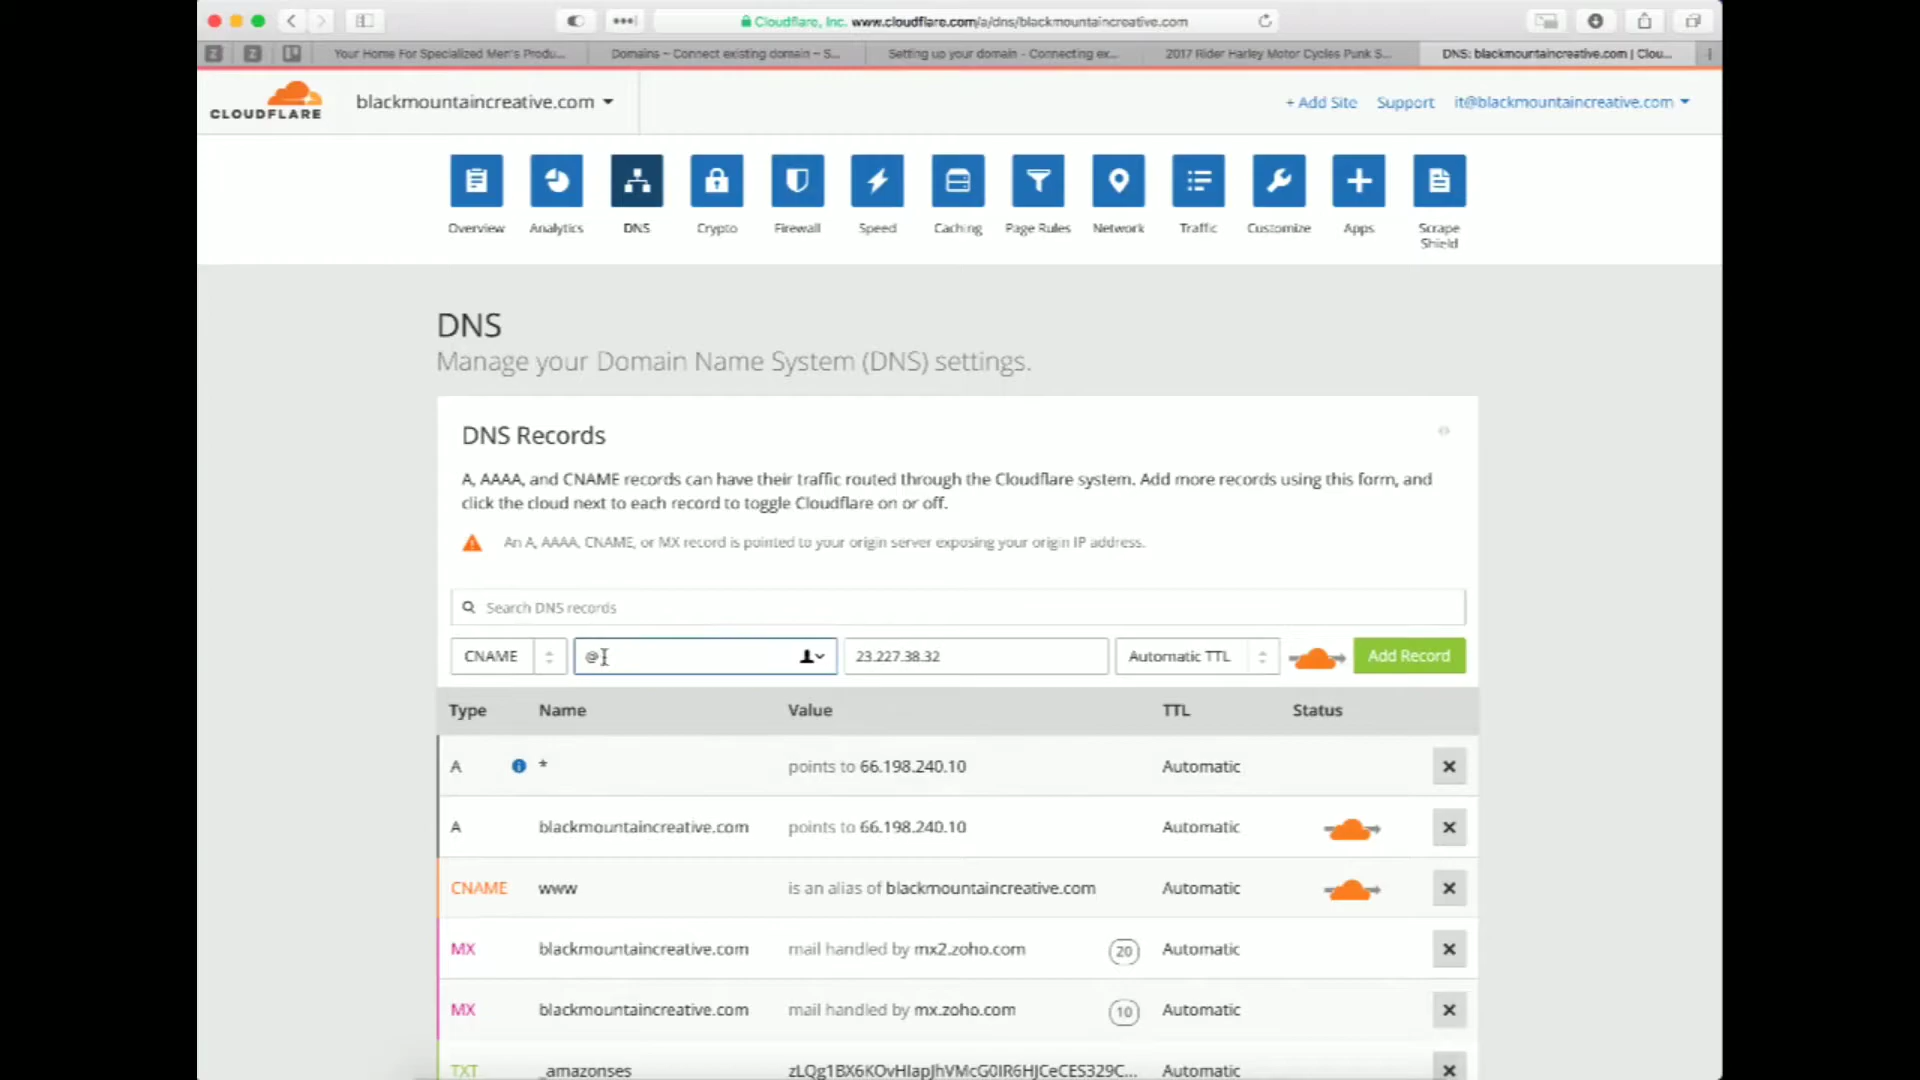 Cloudflare, Inc. www.cloudflare.com/a/dns/blackmountaincreative.com
Z Z Your Home For Specialized Men's Produ... Domains ~ Connect existing domain ~ S... Setting up your domain - Connecting ex... 2017 Rider Harley Motor Cycles Punk S... DNS: blackmountaincreative.com | Clou...
CLOUDFLARE blackmountaincreative.com + Add Site Support it@blackmountaincreative.com
Overview Analytics DNS Crypto Firewall Speed Caching Page Rules Network Traffic Customize Apps Scrape Shield
DNS
Manage your Domain Name System (DNS) settings.
DNS Records
A, AAAA, and CNAME records can have their traffic routed through the Cloudflare system. Add more records using this form, and
click the cloud next to each record to toggle Cloudflare on or off.
An A, AAAA, CNAME, or MX record is pointed to your origin server exposing your origin IP address.
Search DNS records
CNAME @ 23.227.38.32 Automatic TTL Add Record
Type Name Value TTL Status
A * points to 66.198.240.10 Automatic
A blackmountaincreative.com points to 66.198.240.10 Automatic
CNAME www is an alias of blackmountaincreative.com Automatic
MX blackmountaincreative.com mail handled by mx2.zoho.com 20 Automatic
MX blackmountaincreative.com mail handled by mx.zoho.com 10 Automatic
TXT _amazonses zLQg1BX6KOvHIapJhVMcG0IR6HJCeCES329C... Automatic